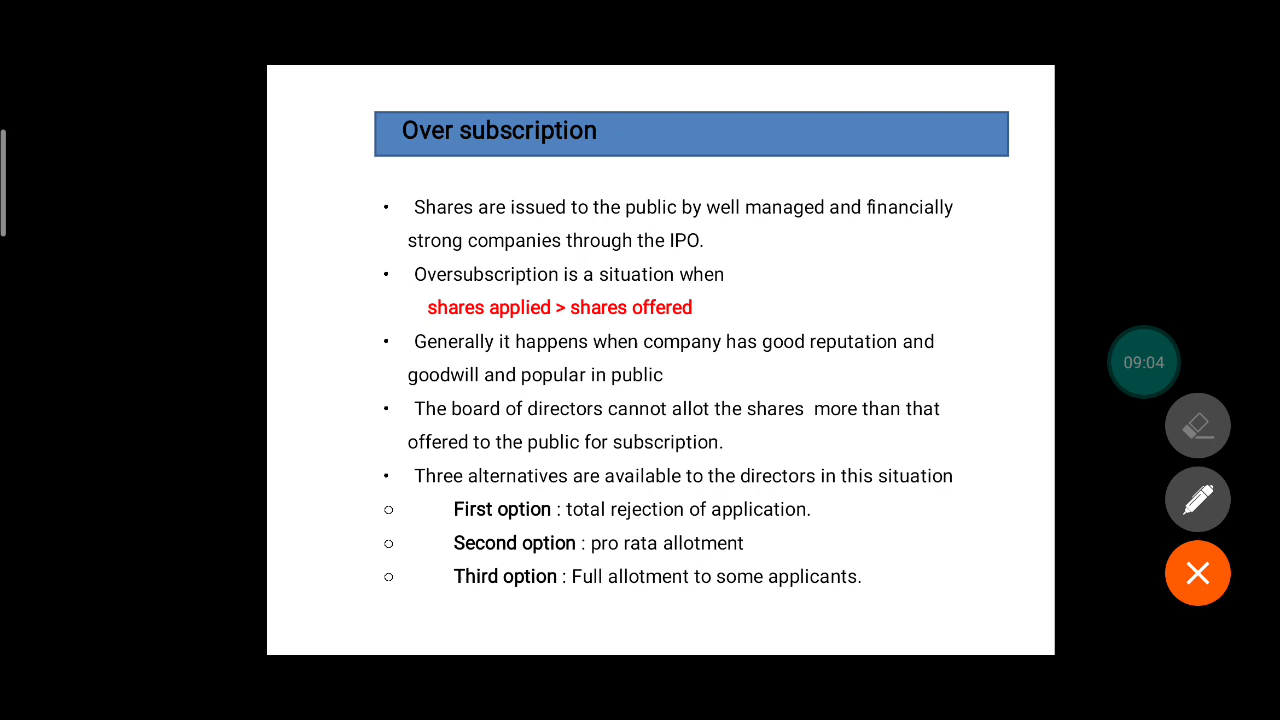 Over subscription
• Shares are issued to the public by well managed and financially
strong companies through the IPO.
• Oversubscription is a situation when
shares applied > shares offered
• Generally it happens when company has good reputation and
goodwill and popular in public
• The board of directors cannot allot the shares  more than that
offered to the public for subscription.
• Three alternatives are available to the directors in this situation
○ First option : total rejection of application.
○ Second option : pro rata allotment
○ Third option : Full allotment to some applicants.
09:04